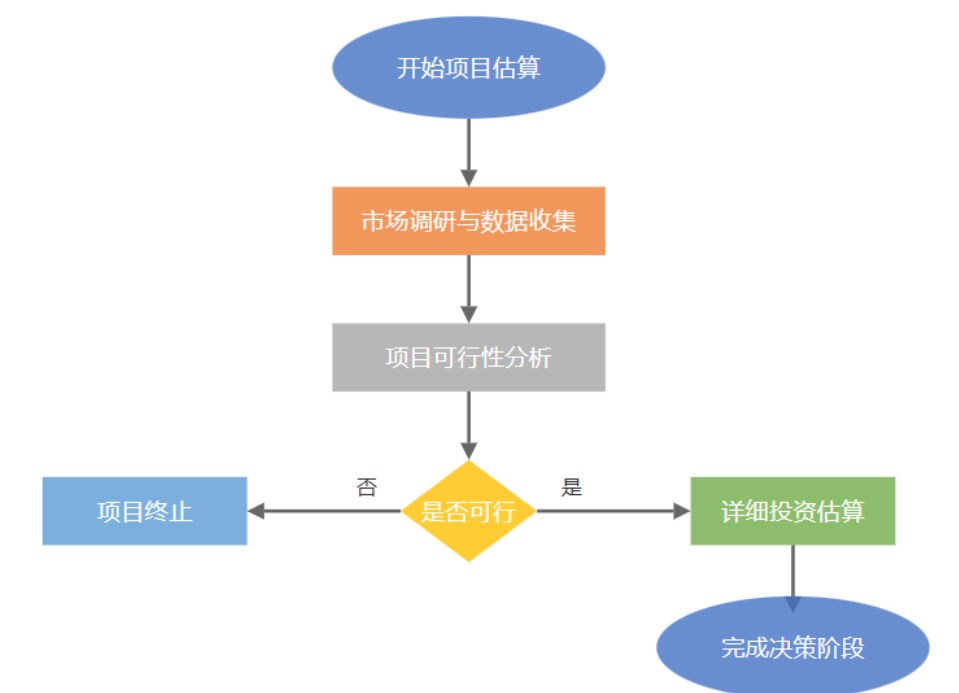 开始项目估算
市场调研与数据收集
项目可行性分析
否
是
项目终止
是否可行
详细投资估算
完成决策阶段